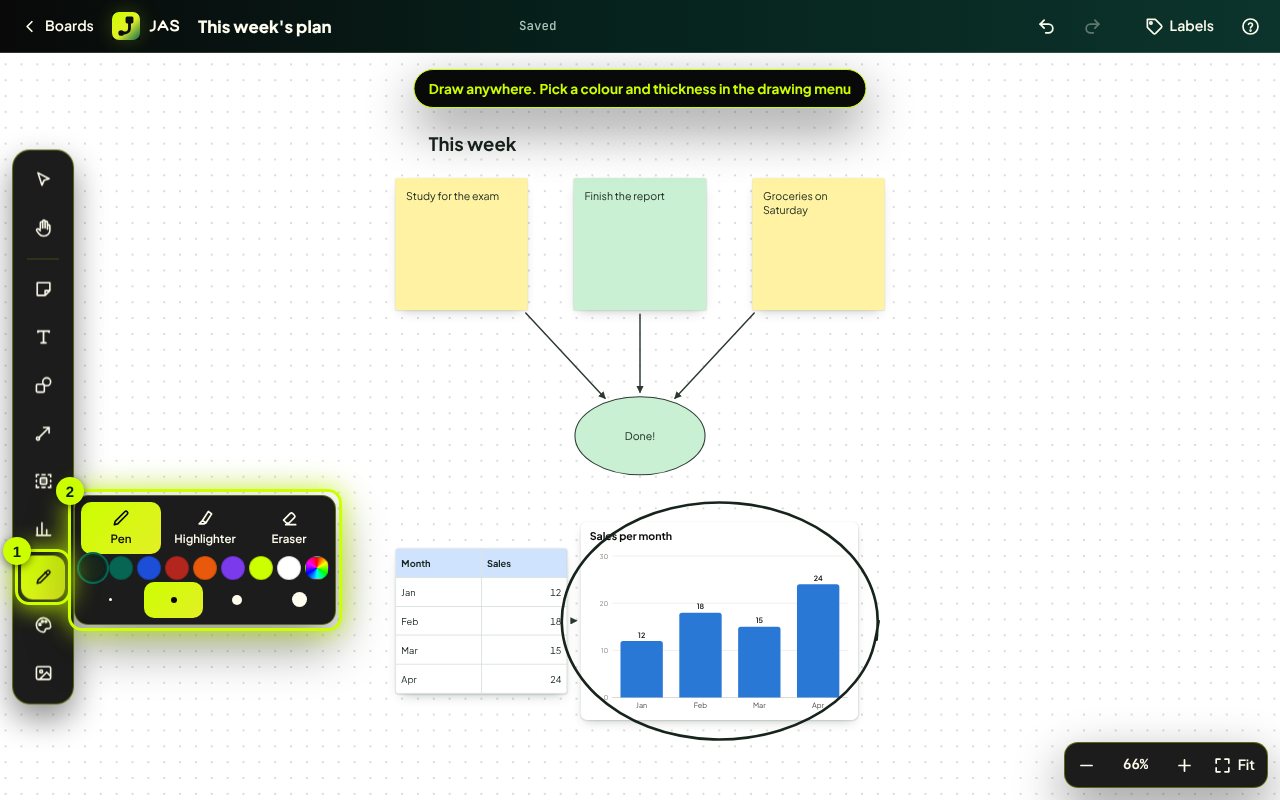 Boards
JAS
This week's plan
Saved
Labels
Draw anywhere. Pick a colour and thickness in the drawing menu
This week
Study for the exam
Finish the report
Groceries on
Saturday
Done!
2
1
Pen
Highlighter
Eraser
Month Sales
Jan 12
Feb 18
Mar 15
Apr 24
Sales per month
30
20
10
0
12
18
15
24
Jan Feb Mar Apr
66%
Fit